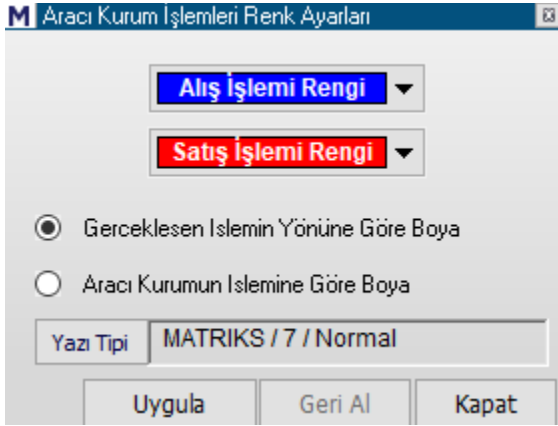 M Aracı Kurum İşlemleri Renk Ayarları
Alış İşlemi Rengi
Satış İşlemi Rengi
Gerceklesen Islemin Yönüne Göre Boya
Aracı Kurumun Islemine Göre Boya
Yazı Tipi MATRIKS / 7 / Normal
Uygula Geri Al Kapat